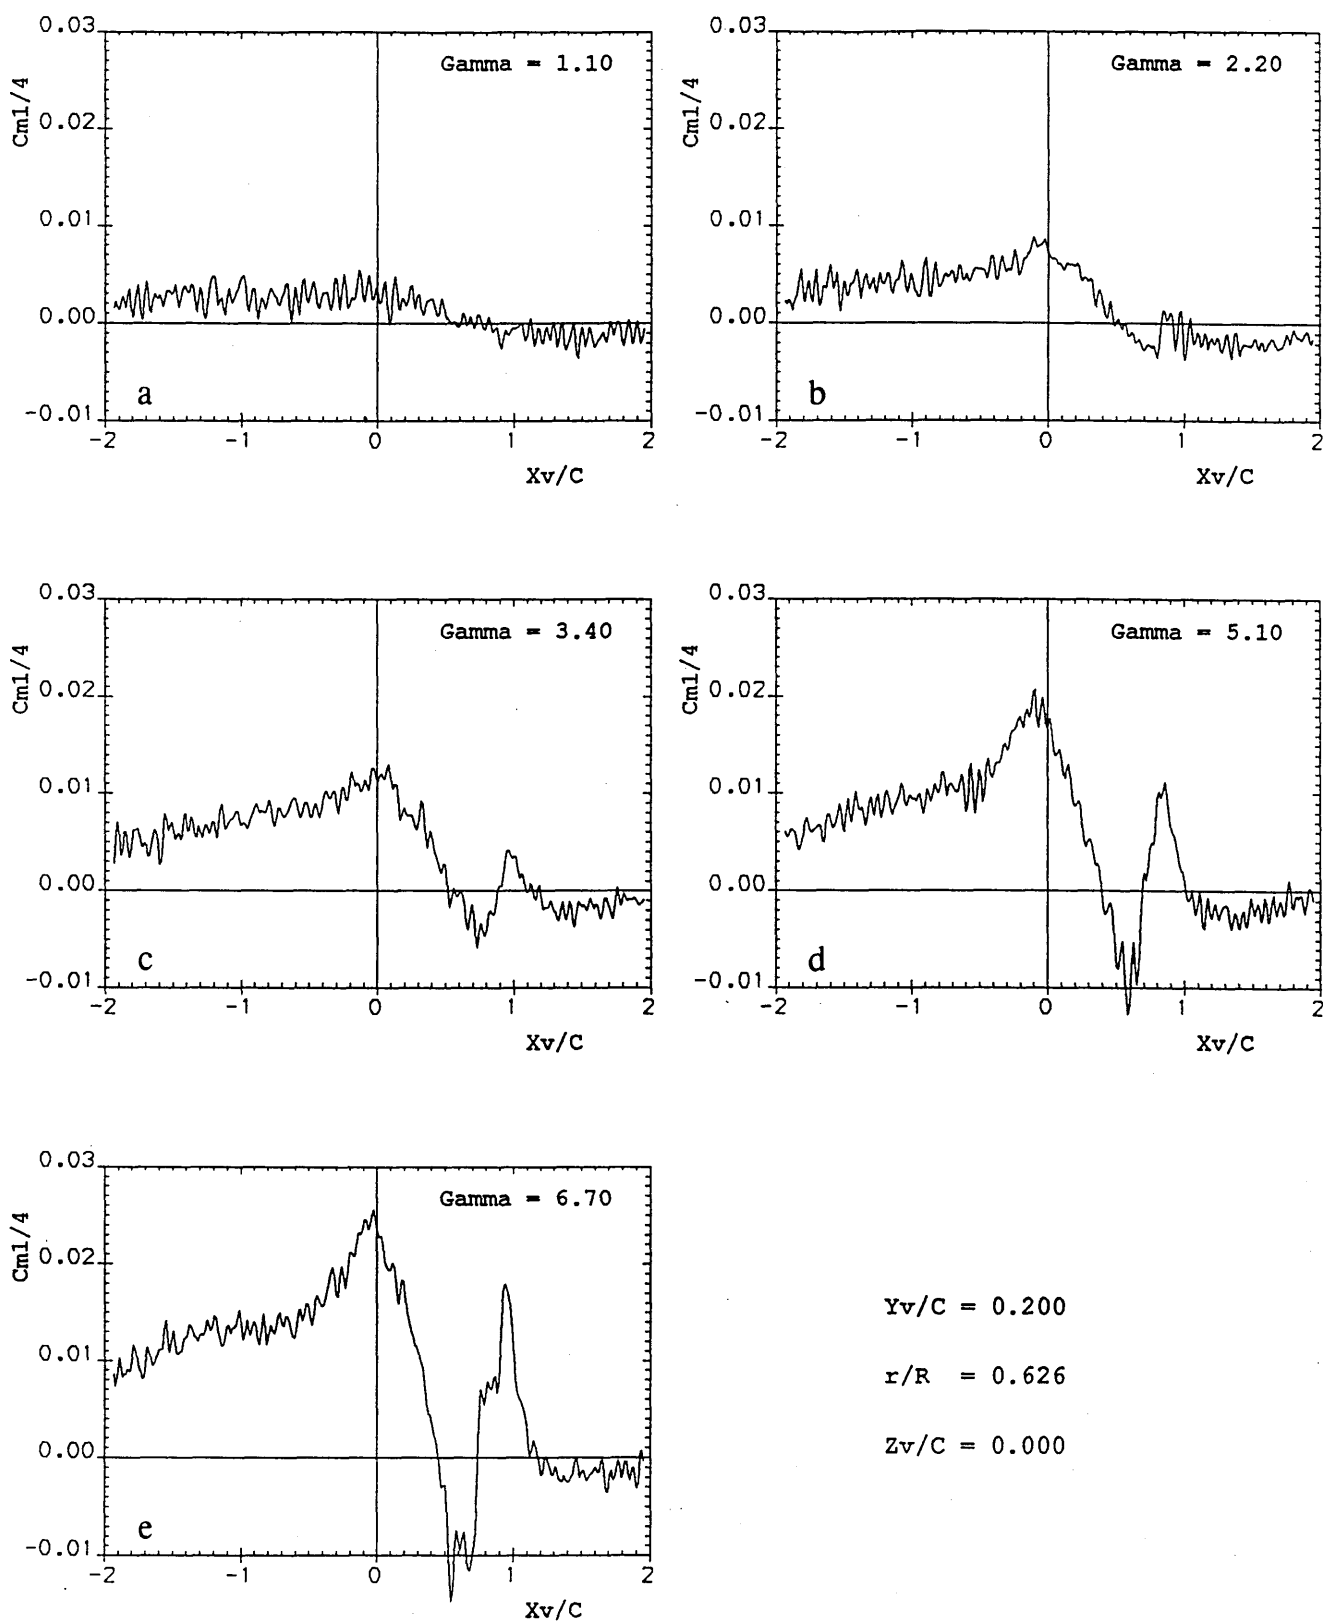 0.03
Gamma = 1.10
Cm1/4
0.02
0.01
0.00
a
-0.01
-2 -1 0 1 2
Xv/C
0.03
Gamma = 2.20
Cm1/4
0.02
0.01
0.00
b
-0.01
-2 -1 0 1 2
Xv/C
0.03
Gamma = 3.40
Cm1/4
0.02
0.01
0.00
c
-0.01
-2 -1 0 1 2
Xv/C
0.03
Gamma = 5.10
Cm1/4
0.02
0.01
0.00
d
-0.01
-2 -1 0 1 2
Xv/C
0.03
Gamma = 6.70
Cm1/4
0.02
0.01
0.00
e
-0.01
-2 -1 0 1 2
Xv/C
Yv/C = 0.200
r/R = 0.626
Zv/C = 0.000